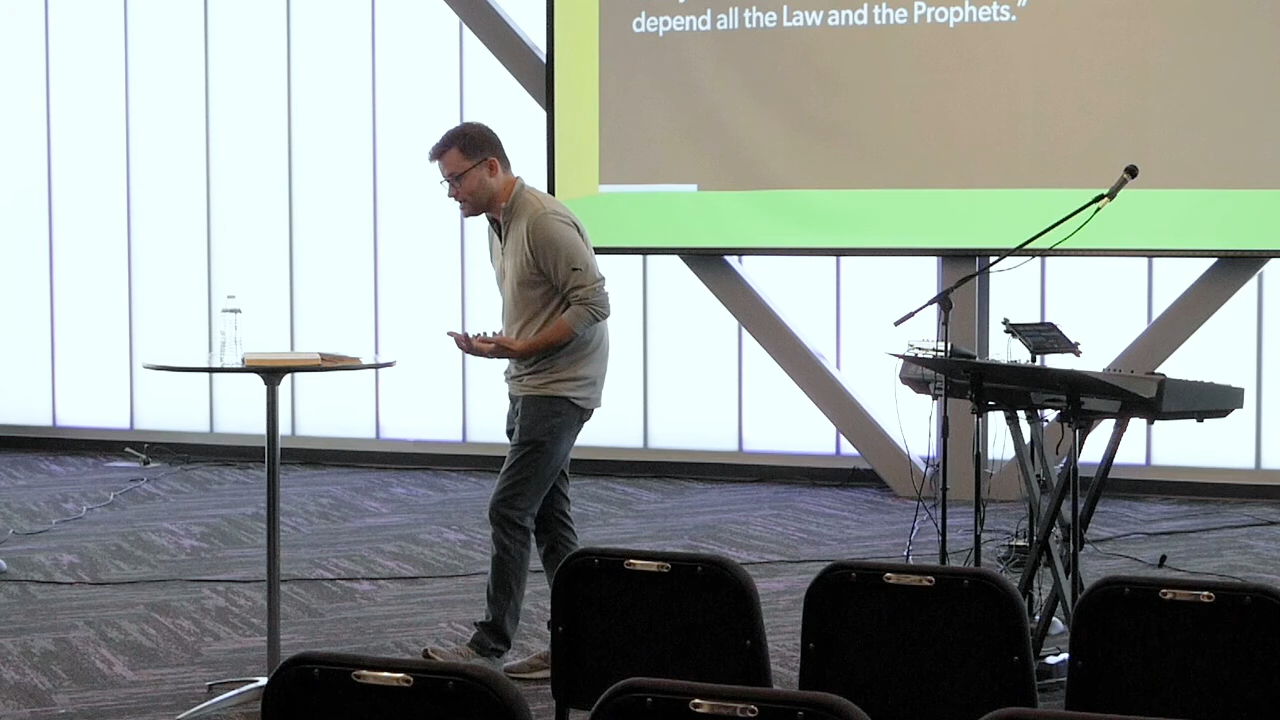 depend all the Law and the Prophets.”